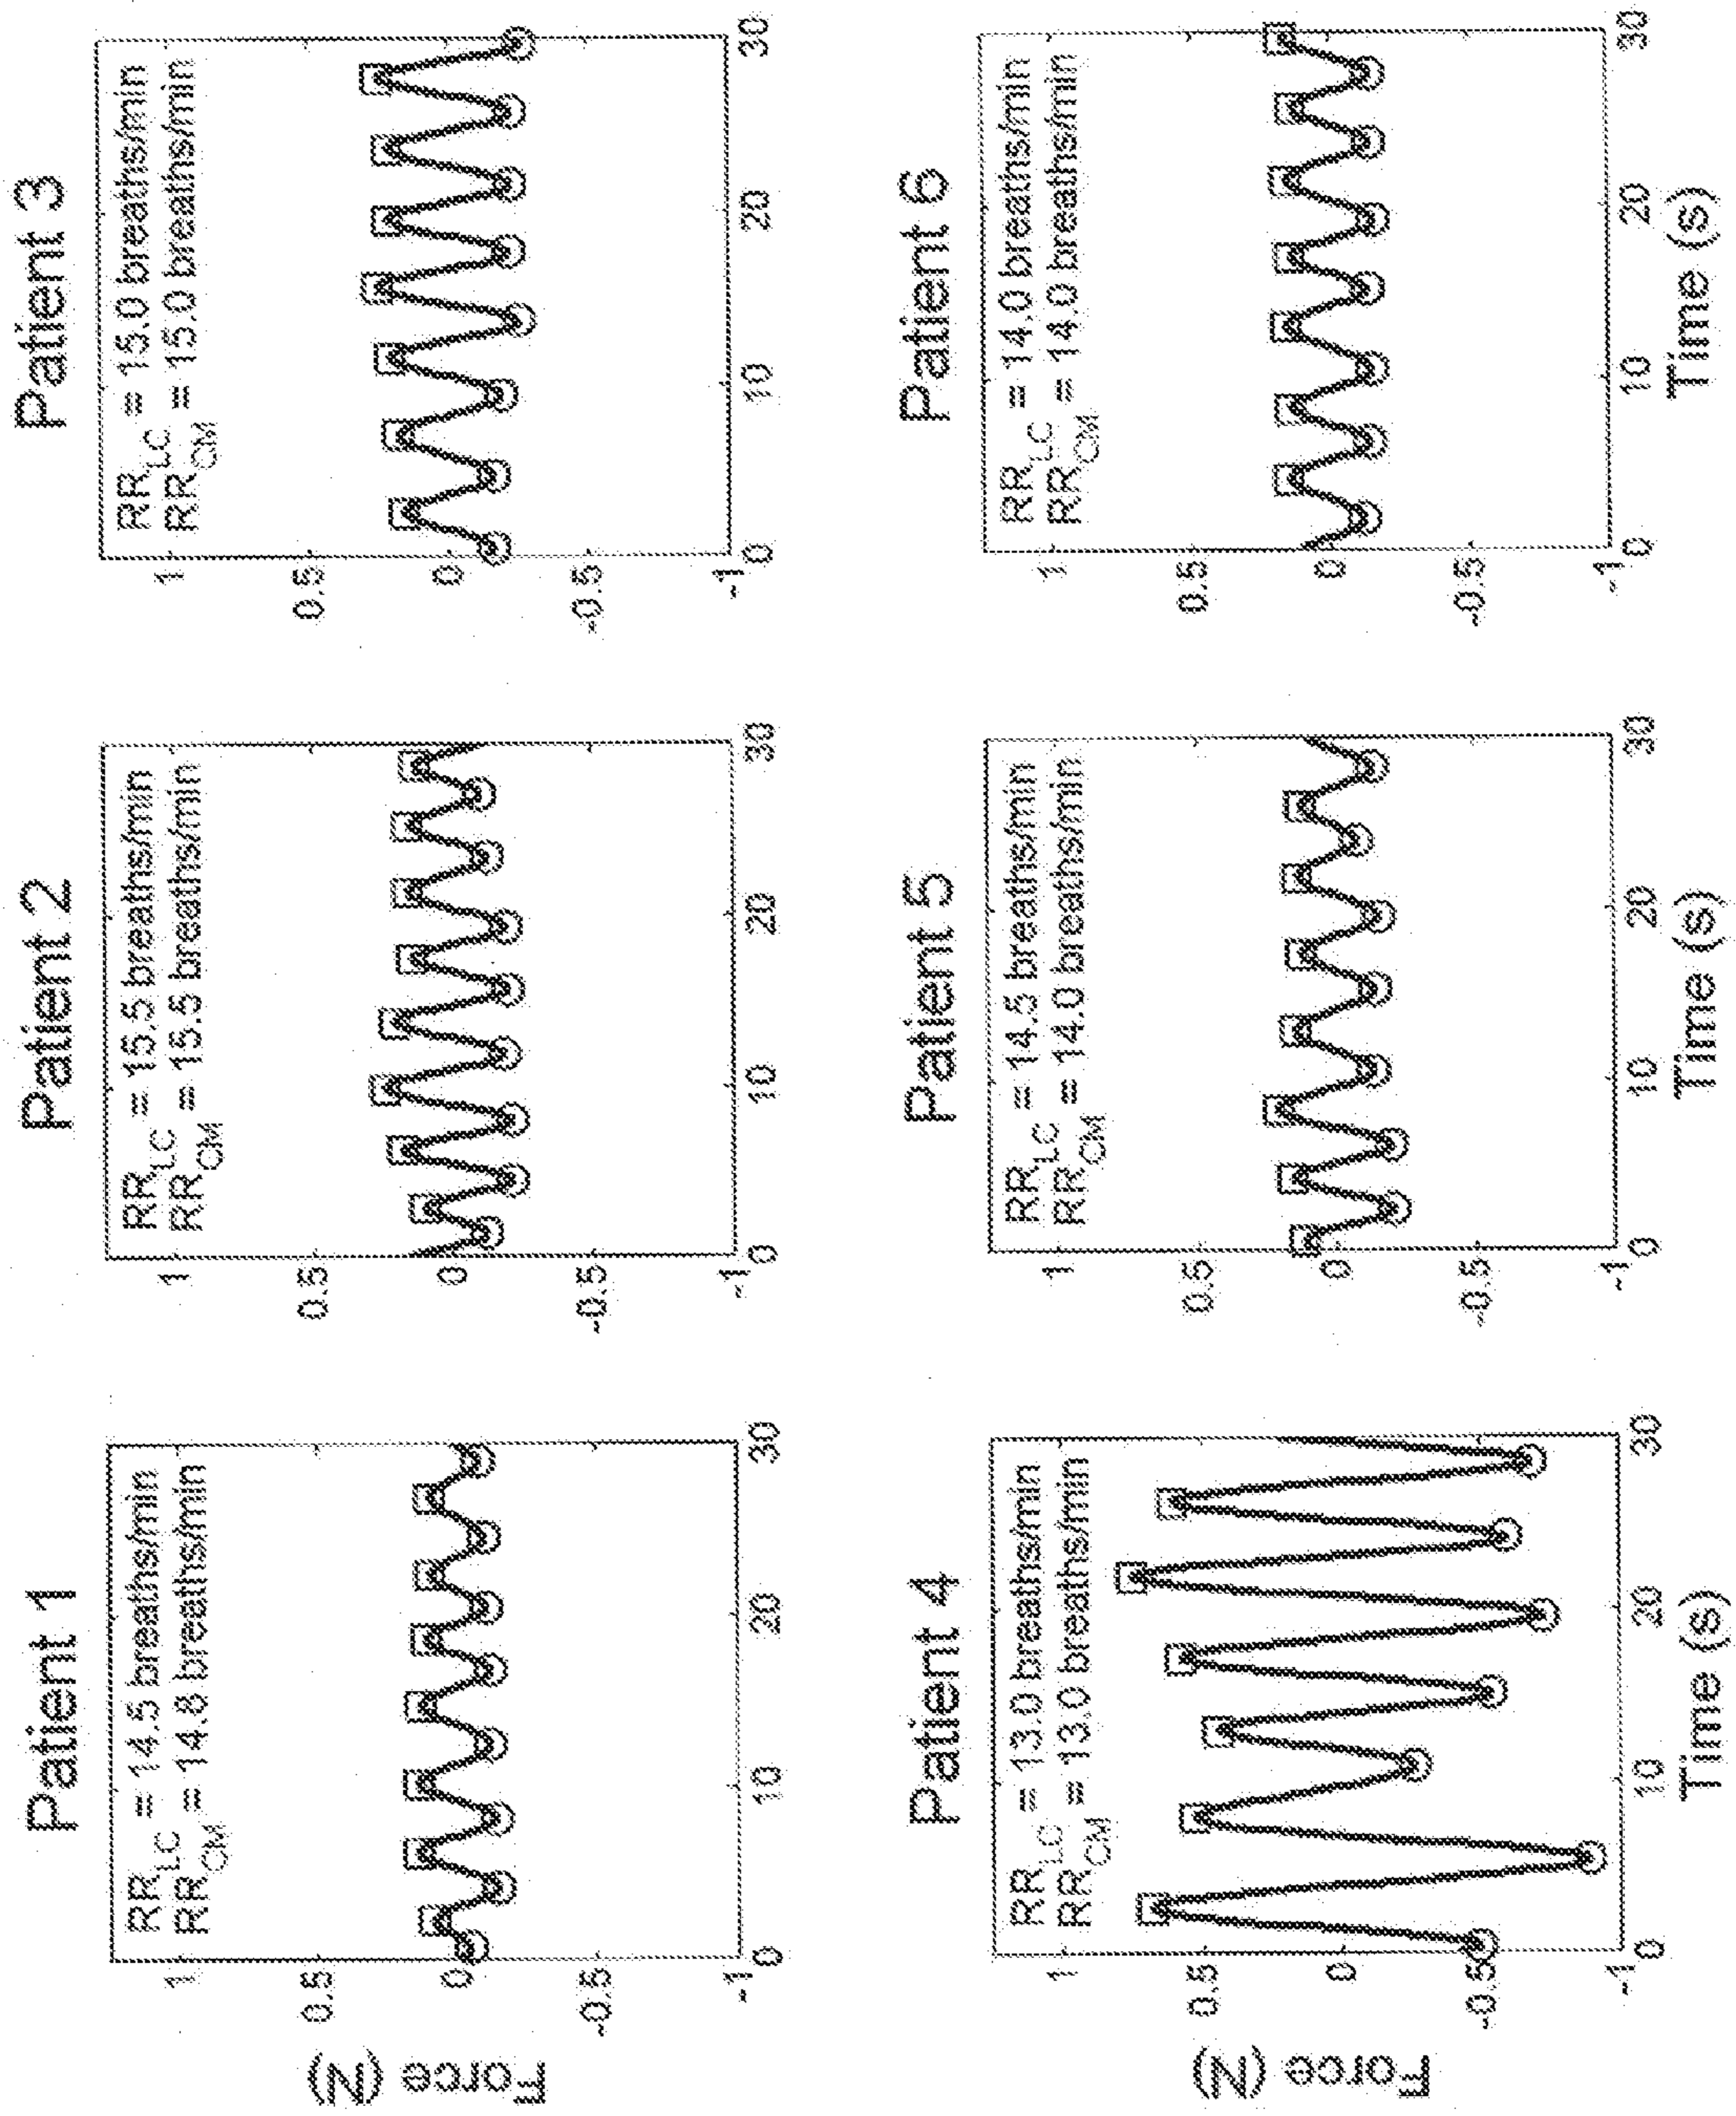 Patient 1
RR_LC = 14.5 breaths/min
RR_CM = 14.8 breaths/min
1
0.5
0
-0.5
-1
0
10
20
30
Force (N)
Patient 2
RR_LC = 15.5 breaths/min
RR_CM = 15.5 breaths/min
1
0.5
0
-0.5
-1
0
10
20
30
Patient 3
RR_LC = 15.0 breaths/min
RR_CM = 15.0 breaths/min
1
0.5
0
-0.5
-1
0
10
20
30
Patient 4
RR_LC = 13.0 breaths/min
RR_CM = 13.0 breaths/min
1
0.5
0
-0.5
-1
0
10
20
30
Force (N)
Time (s)
Patient 5
RR_LC = 14.5 breaths/min
RR_CM = 14.0 breaths/min
1
0.5
0
-0.5
-1
0
10
20
30
Time (s)
Patient 6
RR_LC = 14.0 breaths/min
RR_CM = 14.0 breaths/min
1
0.5
0
-0.5
-1
0
10
20
30
Time (s)